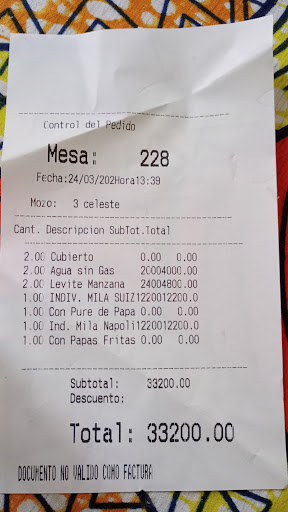 Control del Pedido
Mesa: 228
Fecha:24/03/202Hora13:39
Mozo: 3 celeste
Cant. Descripcion SubTot.Total
2.00 Cubierto 0.00 0.00
2.00 Agua sin Gas 20004000.00
2.00 Levite Manzana 24004800.00
1.00 INDIV. MILA SUIZ1220012200.0
1.00 Con Pure de Papa 0.00 0.00
1.00 Ind. Mila Napoli1220012200.0
1.00 Con Papas Fritas 0.00 0.00
Subtotal: 33200.00
Descuento:
Total: 33200.00
DOCUMENTO NO VALIDO COMO FACTURA